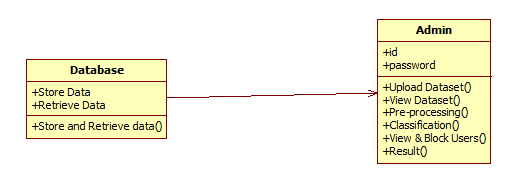 Database
+Store Data
+Retrieve Data
+Store and Retrieve data()
Admin
+id
+password
+Upload Dataset()
+View Dataset()
+Pre-processing()
+Classification()
+View & Block Users()
+Result()